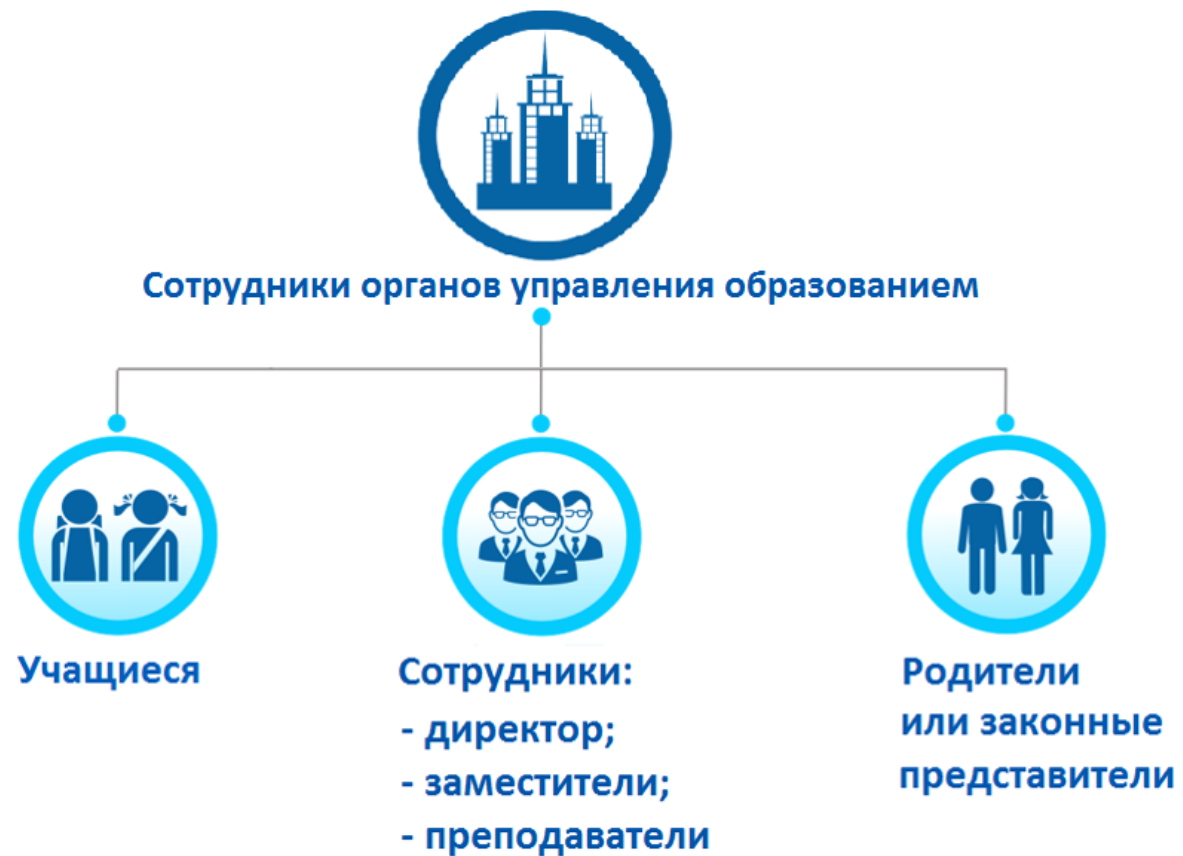 Сотрудники органов управления образованием
Учащиеся
Сотрудники:
- директор;
- заместители;
- преподаватели
Родители
или законные
представители